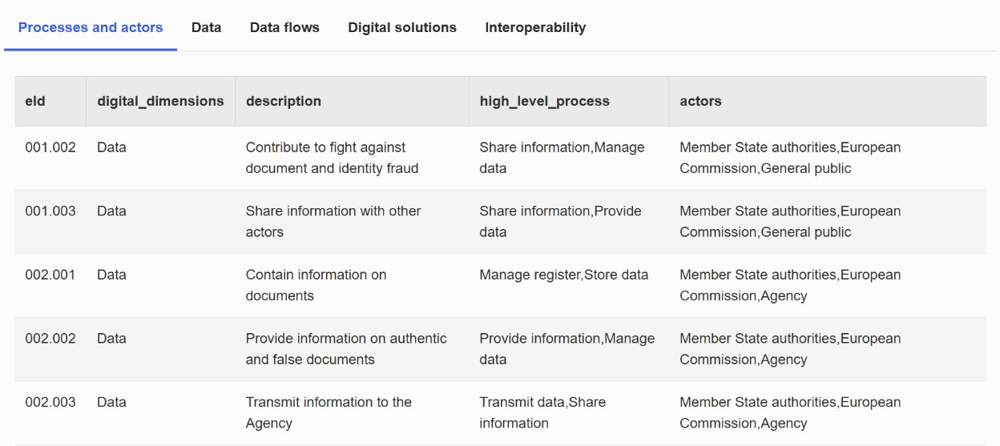 Processes and actors Data Data flows Digital solutions Interoperability
eId digital_dimensions description high_level_process actors
001.002 Data Contribute to fight against Share information,Manage Member State authorities,European
document and identity fraud data Commission,General public
001.003 Data Share information with other Share information,Provide Member State authorities,European
actors data Commission,General public
002.001 Data Contain information on Manage register,Store data Member State authorities,European
documents Commission,Agency
002.002 Data Provide information on authentic Provide information,Manage Member State authorities,European
and false documents data Commission,Agency
002.003 Data Transmit information to the Transmit data,Share Member State authorities,European
Agency information Commission,Agency